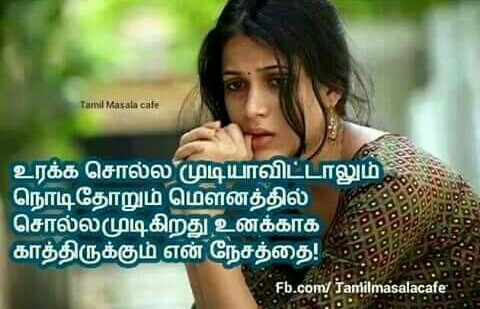 Tamil Masala cafe
உரக்க சொல்ல முடியாவிட்டாலும்
நொடிதோறும் மௌனத்தில்
சொல்லமுடிகிறது உனக்காக
காத்திருக்கும் என் நேசத்தை!
Fb.com/ Tamilmasalacafe